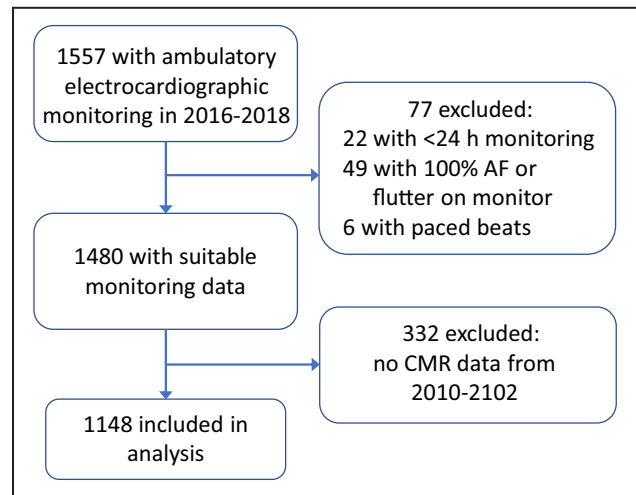 1557 with ambulatory
electrocardiographic
monitoring in 2016-2018
77 excluded:
22 with <24 h monitoring
49 with 100% AF or
flutter on monitor
6 with paced beats
1480 with suitable
monitoring data
332 excluded:
no CMR data from
2010-2102
1148 included in
analysis